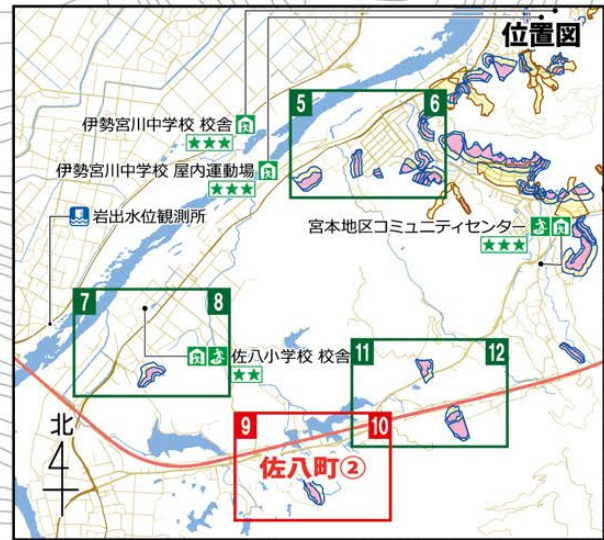 位置図
5
6
伊勢宮川中学校 校舎
★★★
伊勢宮川中学校 屋内運動場
★★★
岩出水位観測所
宮本地区コミュニティセンター
★★★
7
8
佐八小学校 校舎
★★
11
12
9
10
佐八町②
北